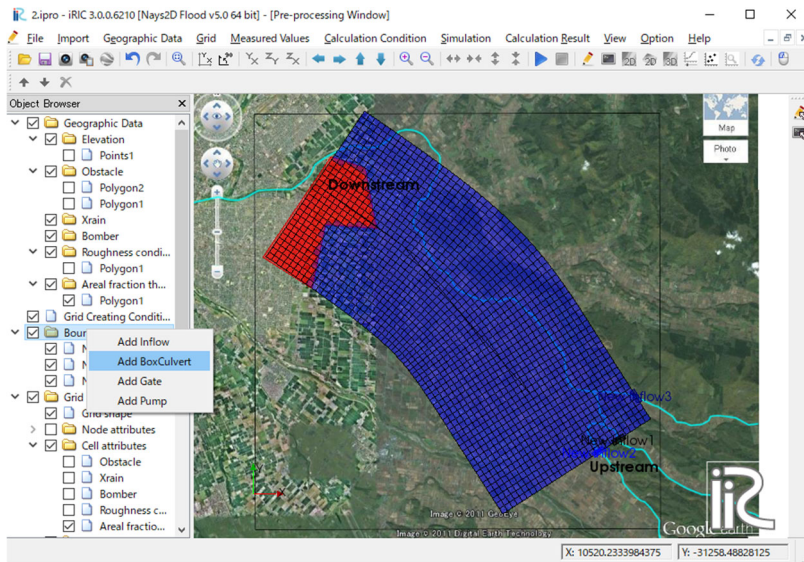 2.ipro - iRIC 3.0.0.6210 [Nays2D Flood v5.0 64 bit] - [Pre-processing Window]
File Import Geographic Data Grid Measured Values Calculation Condition Simulation Calculation Result View Option Help
Object Browser
Geographic Data
Elevation
Points1
Obstacle
Polygon2
Polygon1
Xrain
Bomber
Roughness condi...
Polygon1
Areal fraction th...
Polygon1
Grid Creating Conditi...
Boun
Add Inflow
Add BoxCulvert
Add Gate
Add Pump
Grid
Grid shape
Node attributes
Cell attributes
Obstacle
Xrain
Bomber
Roughness c...
Areal fractio...
Map
Photo
Downstream
New Inflow3
New Inflow1
New Inflow2
Upstream
Image © 2011 GeoEye
Image © 2011 Digital Earth Technology
Google earth
iRIC
X: 10520.2333984375 Y: -31258.48828125